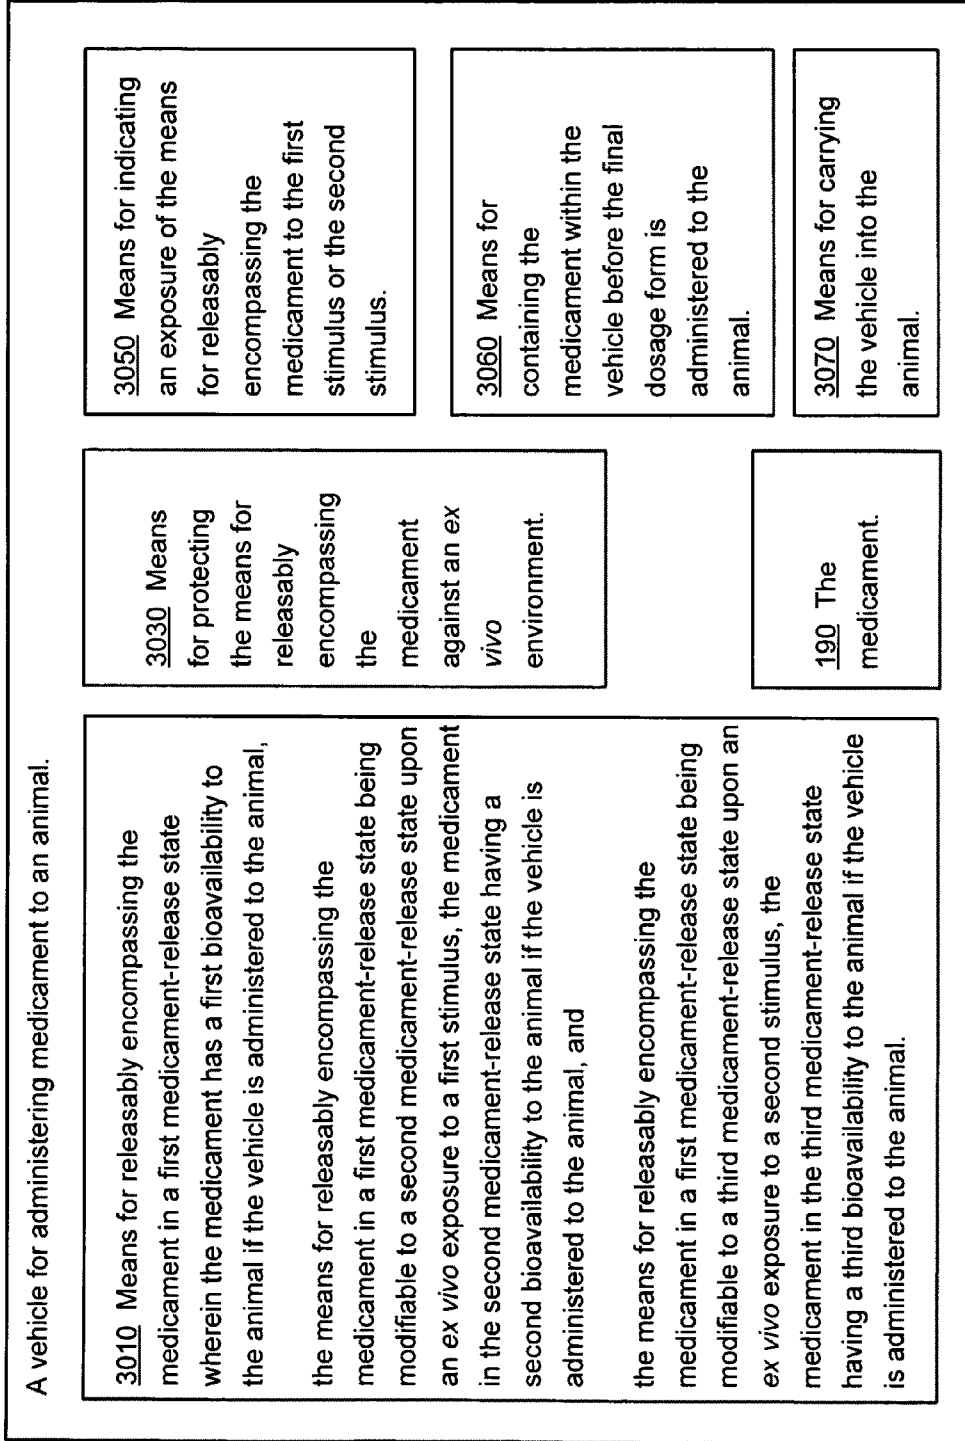 A vehicle for administering medicament to an animal.
3010 Means for releasably encompassing the
medicament in a first medicament-release state
wherein the medicament has a first bioavailability to
the animal if the vehicle is administered to the animal,
the means for releasably encompassing the
medicament in a first medicament-release state being
modifiable to a second medicament-release state upon
an ex vivo exposure to a first stimulus, the medicament
in the second medicament-release state having a
second bioavailability to the animal if the vehicle is
administered to the animal, and
the means for releasably encompassing the
medicament in a first medicament-release state being
modifiable to a third medicament-release state upon an
ex vivo exposure to a second stimulus, the
medicament in the third medicament-release state
having a third bioavailability to the animal if the vehicle
is administered to the animal.
3030 Means
for protecting
the means for
releasably
encompassing
the
medicament
against an ex
vivo
environment.
190 The
medicament.
3050 Means for indicating
an exposure of the means
for releasably
encompassing the
medicament to the first
stimulus or the second
stimulus.
3060 Means for
containing the
medicament within the
vehicle before the final
dosage form is
administered to the
animal.
3070 Means for carrying
the vehicle into the
animal.